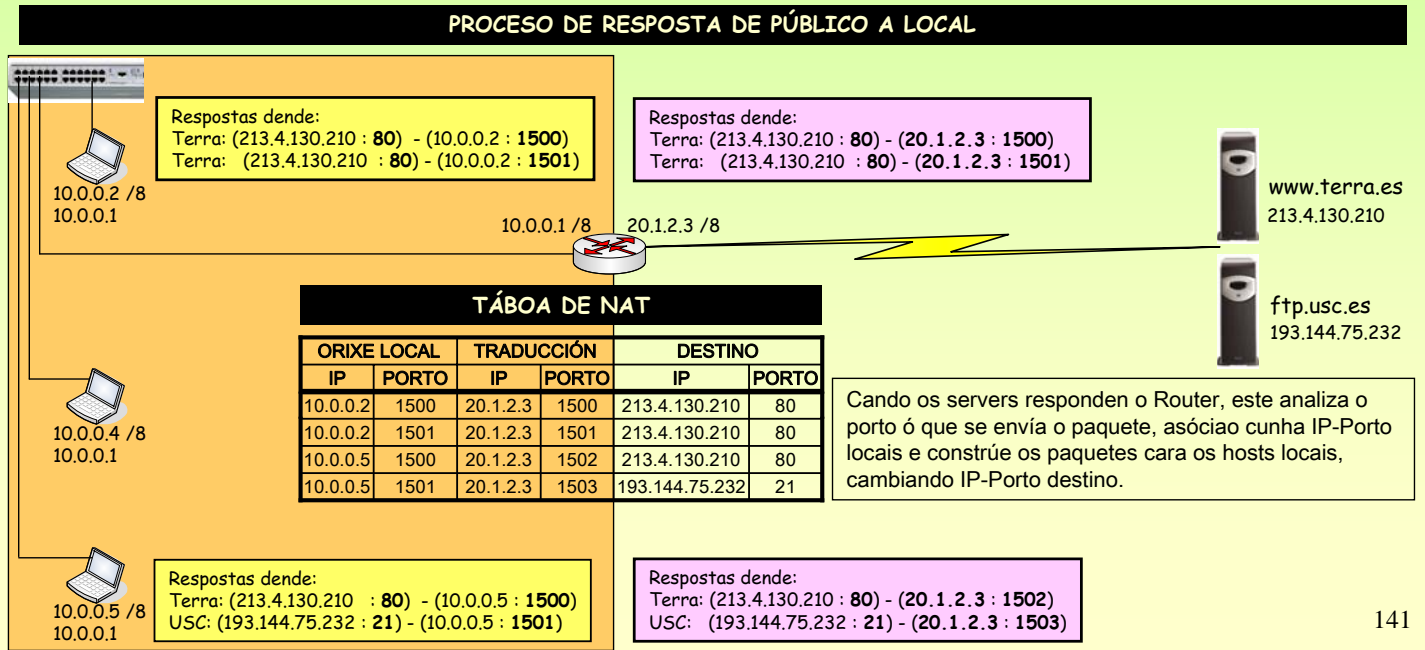 PROCESO DE RESPOSTA DE PÚBLICO A LOCAL
Respostas dende:
Terra: (213.4.130.210 : 80) - (10.0.0.2 : 1500)
Terra: (213.4.130.210 : 80) - (10.0.0.2 : 1501)
Respostas dende:
Terra: (213.4.130.210 : 80) - (20.1.2.3 : 1500)
Terra: (213.4.130.210 : 80) - (20.1.2.3 : 1501)
10.0.0.2 /8
10.0.0.1
www.terra.es
213.4.130.210
10.0.0.1 /8
20.1.2.3 /8
ftp.usc.es
193.144.75.232
TÁBOA DE NAT
ORIXE LOCAL TRADUCCIÓN DESTINO
IP PORTO IP PORTO IP PORTO
10.0.0.2 1500 20.1.2.3 1500 213.4.130.210 80
10.0.0.2 1501 20.1.2.3 1501 213.4.130.210 80
10.0.0.5 1500 20.1.2.3 1502 213.4.130.210 80
10.0.0.5 1501 20.1.2.3 1503 193.144.75.232 21
10.0.0.4 /8
10.0.0.1
Cando os servers responden o Router, este analiza o
porto ó que se envía o paquete, asóciao cunha IP-Porto
locais e constrúe os paquetes cara os hosts locais,
cambiando IP-Porto destino.
10.0.0.5 /8
10.0.0.1
Respostas dende:
Terra: (213.4.130.210 : 80) - (10.0.0.5 : 1500)
USC: (193.144.75.232 : 21) - (10.0.0.5 : 1501)
Respostas dende:
Terra: (213.4.130.210 : 80) - (20.1.2.3 : 1502)
USC: (193.144.75.232 : 21) - (20.1.2.3 : 1503)
141